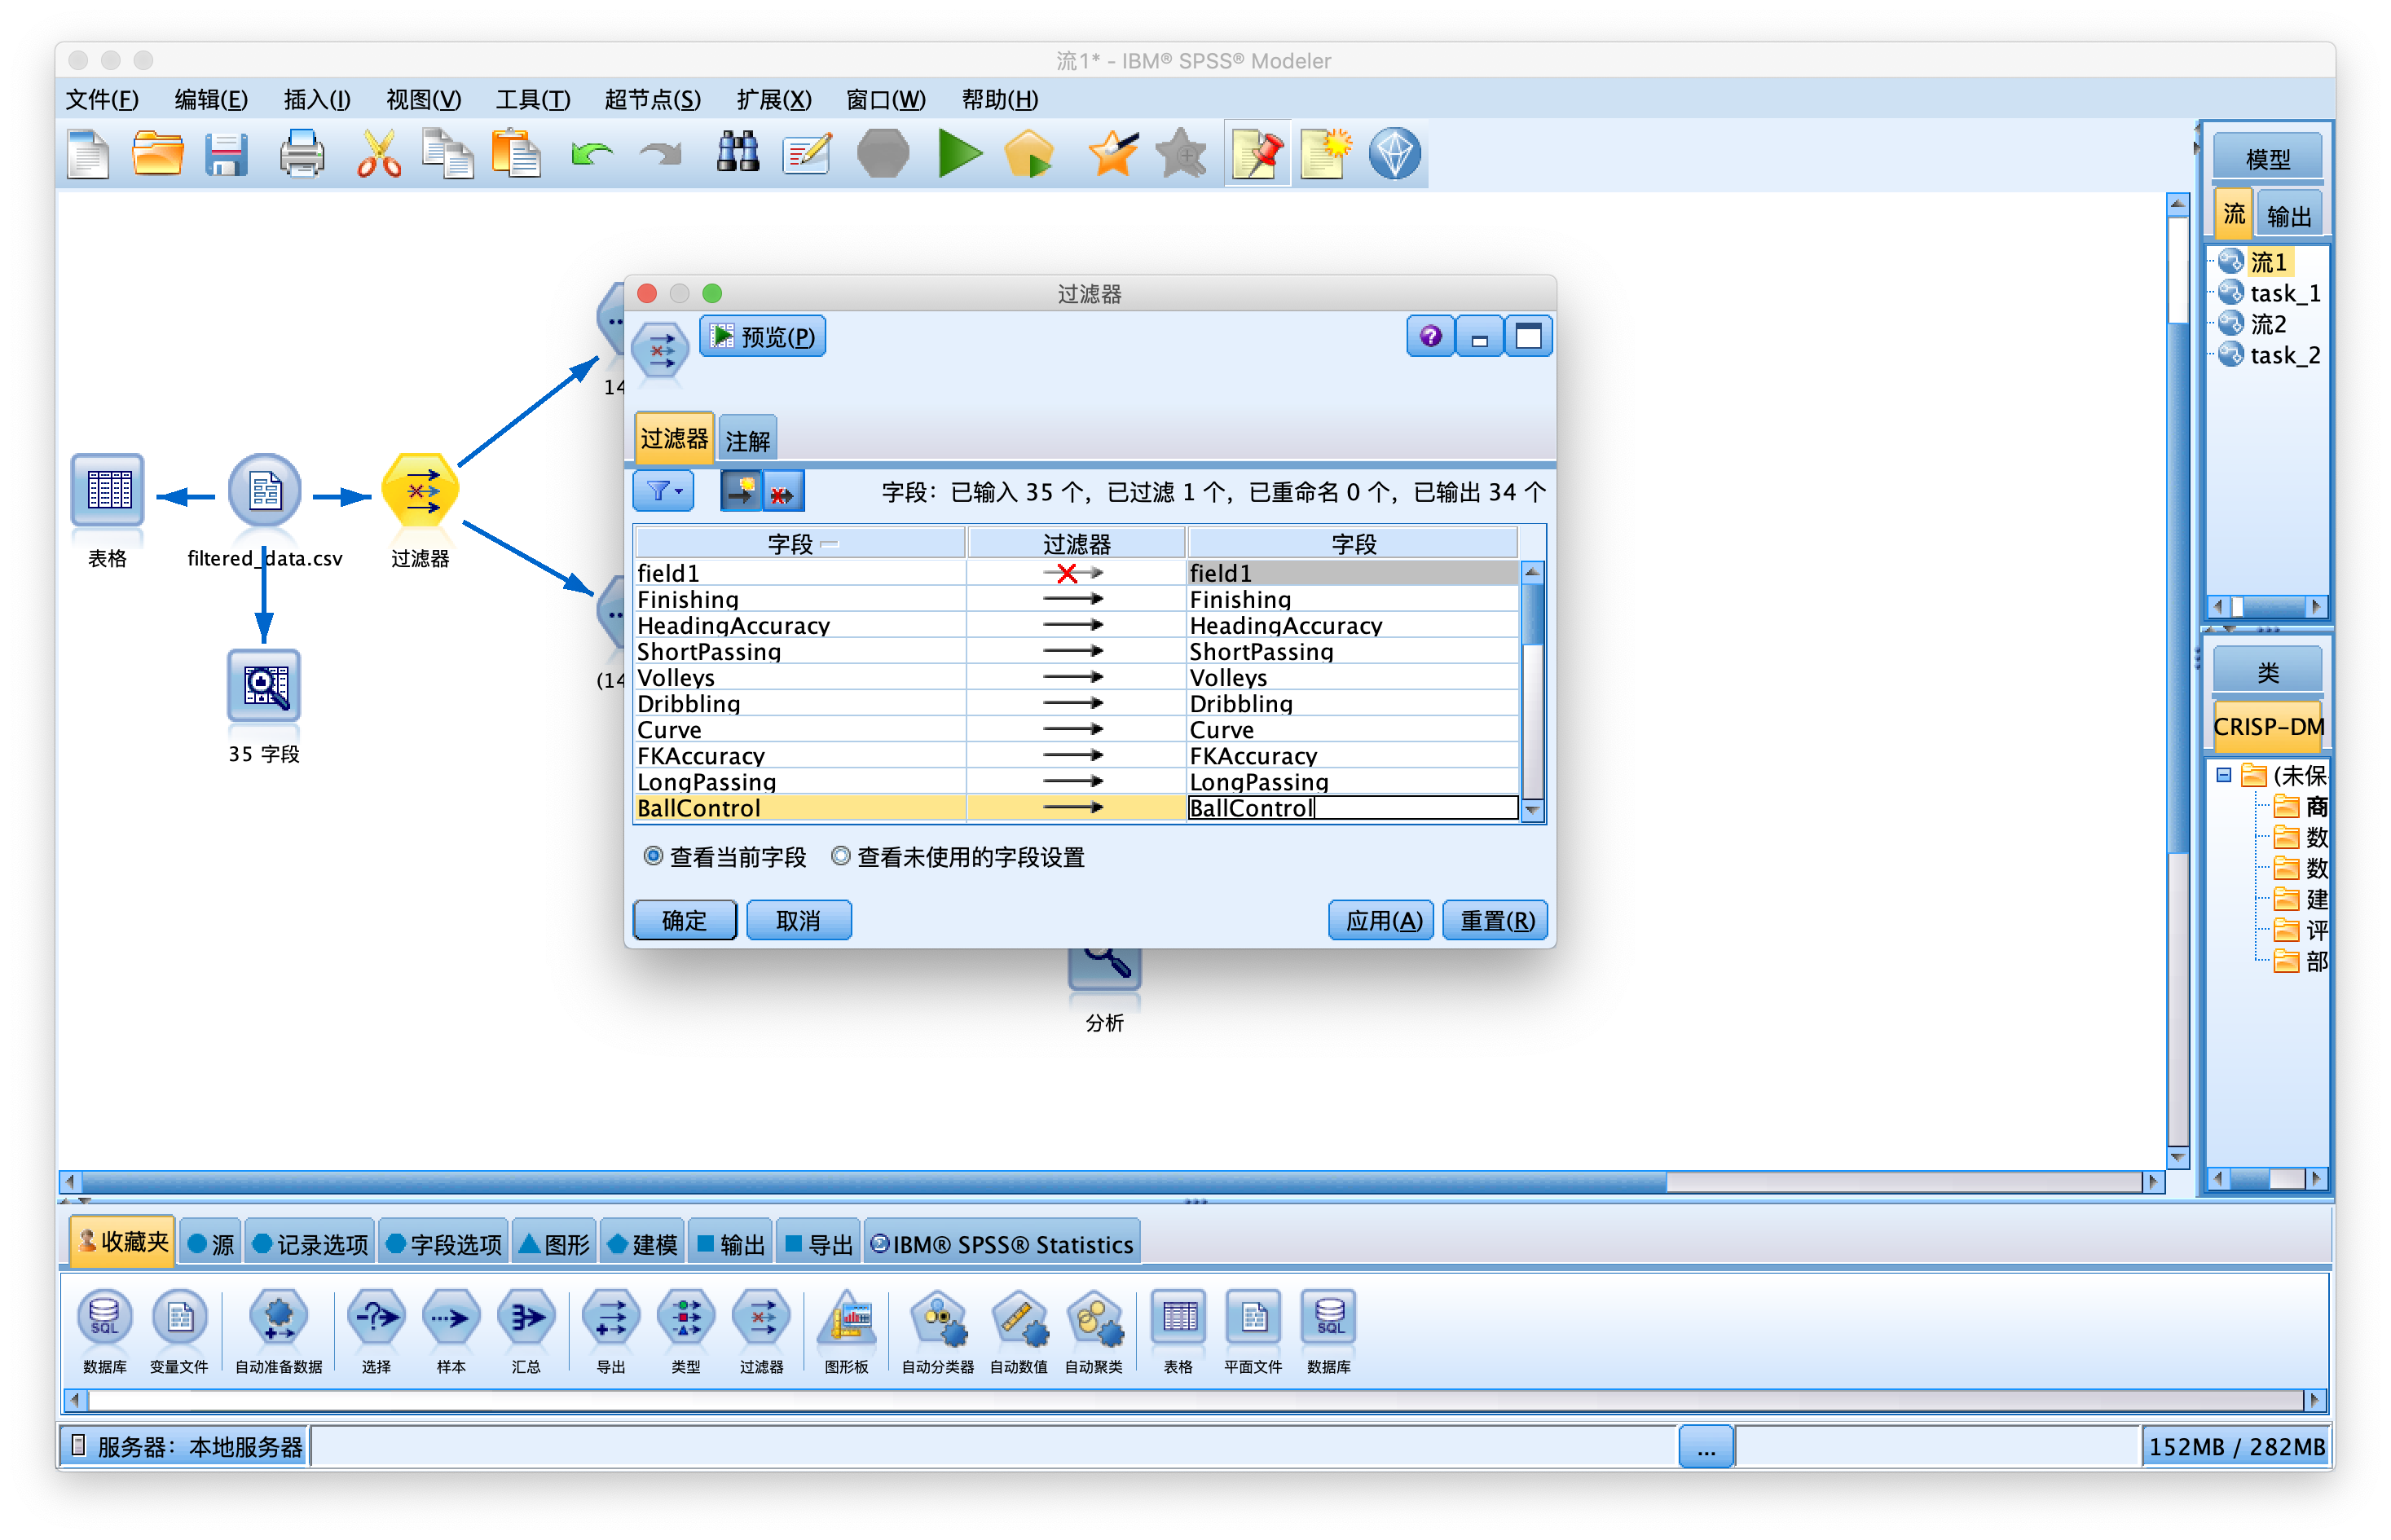 流1* - IBM® SPSS® Modeler
文件(F) 编辑(E) 插入(I) 视图(V) 工具(T) 超节点(S) 扩展(X) 窗口(W) 帮助(H)
模型
流 输出
流1
task_1
流2
task_2
类
CRISP-DM
(未保
商
数
数
建
评
部
表格
filtered_data.csv
过滤器
35 字段
14
(14
分析
过滤器
预览(P)
过滤器 注解
字段：已输入 35 个，已过滤 1 个，已重命名 0 个，已输出 34 个
字段 过滤器 字段
field1 field1
Finishing Finishing
HeadingAccuracy HeadingAccuracy
ShortPassing ShortPassing
Volleys Volleys
Dribbling Dribbling
Curve Curve
FKAccuracy FKAccuracy
LongPassing LongPassing
BallControl BallControl
查看当前字段 查看未使用的字段设置
确定 取消 应用(A) 重置(R)
收藏夹 源 记录选项 字段选项 图形 建模 输出 导出 IBM® SPSS® Statistics
SQL SQL
数据库 变量文件 自动准备数据 选择 样本 汇总 导出 类型 过滤器 图形板 自动分类器 自动数值 自动聚类 表格 平面文件 数据库
服务器：本地服务器 ... 152MB / 282MB